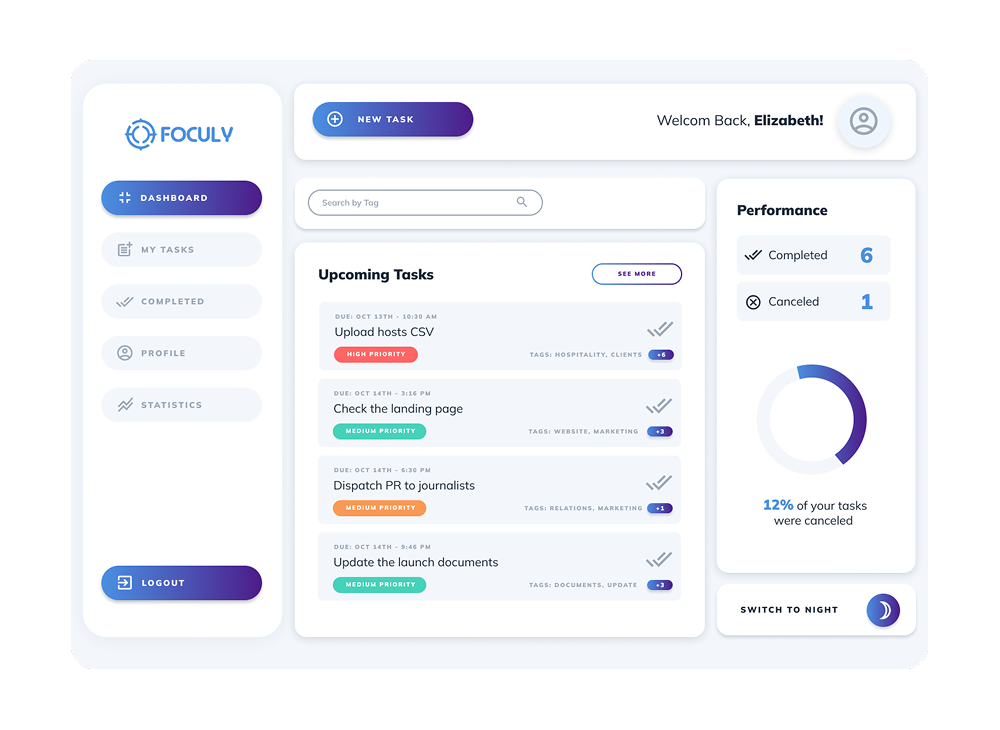 FOCULY
DASHBOARD
MY TASKS
COMPLETED
PROFILE
STATISTICS
LOGOUT
NEW TASK
Welcom Back, Elizabeth!
Search by Tag
Upcoming Tasks
SEE MORE
DUE: OCT 13TH - 10:30 AM
Upload hosts CSV
HIGH PRIORITY
TAGS: HOSPITALITY, CLIENTS +6
DUE: OCT 14TH - 3:16 PM
Check the landing page
MEDIUM PRIORITY
TAGS: WEBSITE, MARKETING +3
DUE: OCT 14TH - 6:30 PM
Dispatch PR to journalists
MEDIUM PRIORITY
TAGS: RELATIONS, MARKETING +1
DUE: OCT 14TH - 9:46 PM
Update the launch documents
MEDIUM PRIORITY
TAGS: DOCUMENTS, UPDATE +3
Performance
Completed 6
Canceled 1
12% of your tasks
were canceled
SWITCH TO NIGHT